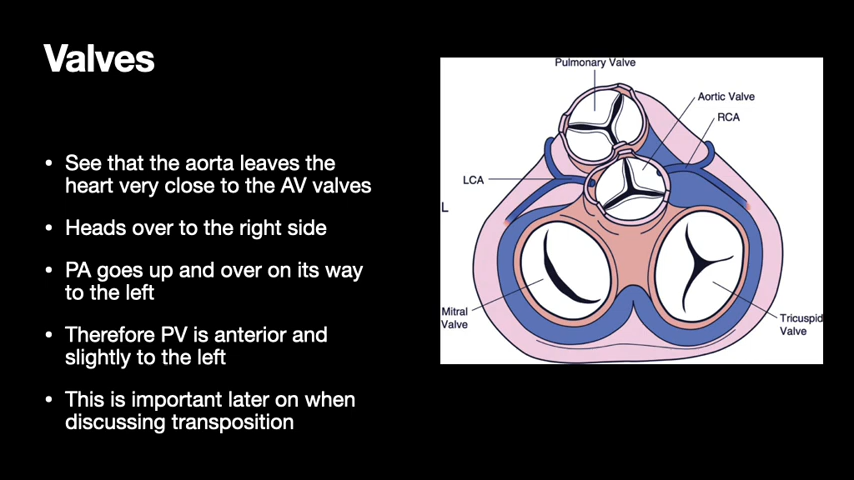 Valves
• See that the aorta leaves the
heart very close to the AV valves
• Heads over to the right side
• PA goes up and over on its way
to the left
• Therefore PV is anterior and
slightly to the left
• This is important later on when
discussing transposition
Pulmonary Valve
Aortic Valve
RCA
LCA
L
Mitral
Valve
Tricuspid
Valve